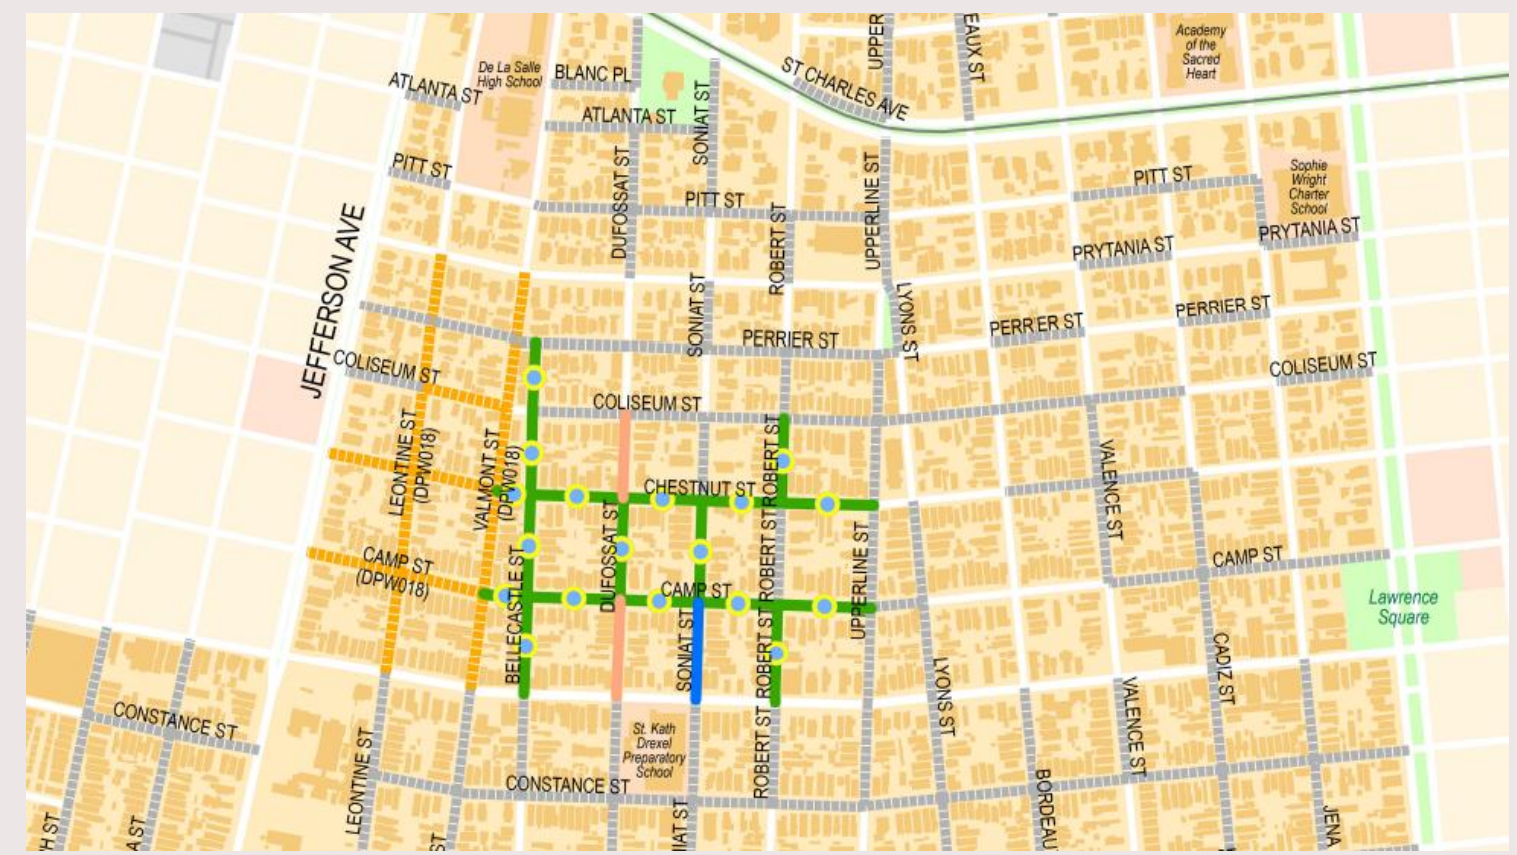 UPPER
EAUX ST
Academy
of the
Sacred
Heart
De La Salle
High School
BLANC PL
ST CHARLES AVE
ATLANTA ST
ATLANTA ST
SONIAT ST
PITT ST
DUFOSSAT ST
PITT ST
UPPERLINE ST
PITT ST
Sophie
Wright
Charter
School
JEFFERSON AVE
ROBERT ST
PRYTANIA ST
PRYTANIA ST
SONIAT ST
LYONS ST
PERRIER ST
PERRIER ST
PERRIER ST
COLISEUM ST
COLISEUM ST
COLISEUM ST
LEONTINE ST
(DPW018)
VALMONT ST
(DPW018)
ROBERT ST
VALENCE ST
CHESTNUT ST
DUFOSSAT ST
ROBERT ST
UPPERLINE ST
CAMP ST
(DPW018)
CAMP ST
BELLECASTLE ST
CAMP ST
Lawrence
Square
SONIAT ST
ROBERT ST
LYONS ST
CADIZ ST
VALENCE ST
CONSTANCE ST
LEONTINE ST
St. Kath
Drexel
Preparatory
School
ROBERT ST
CONSTANCE ST
BORDEAU
JENA
H ST
A ST
ST
IAT ST